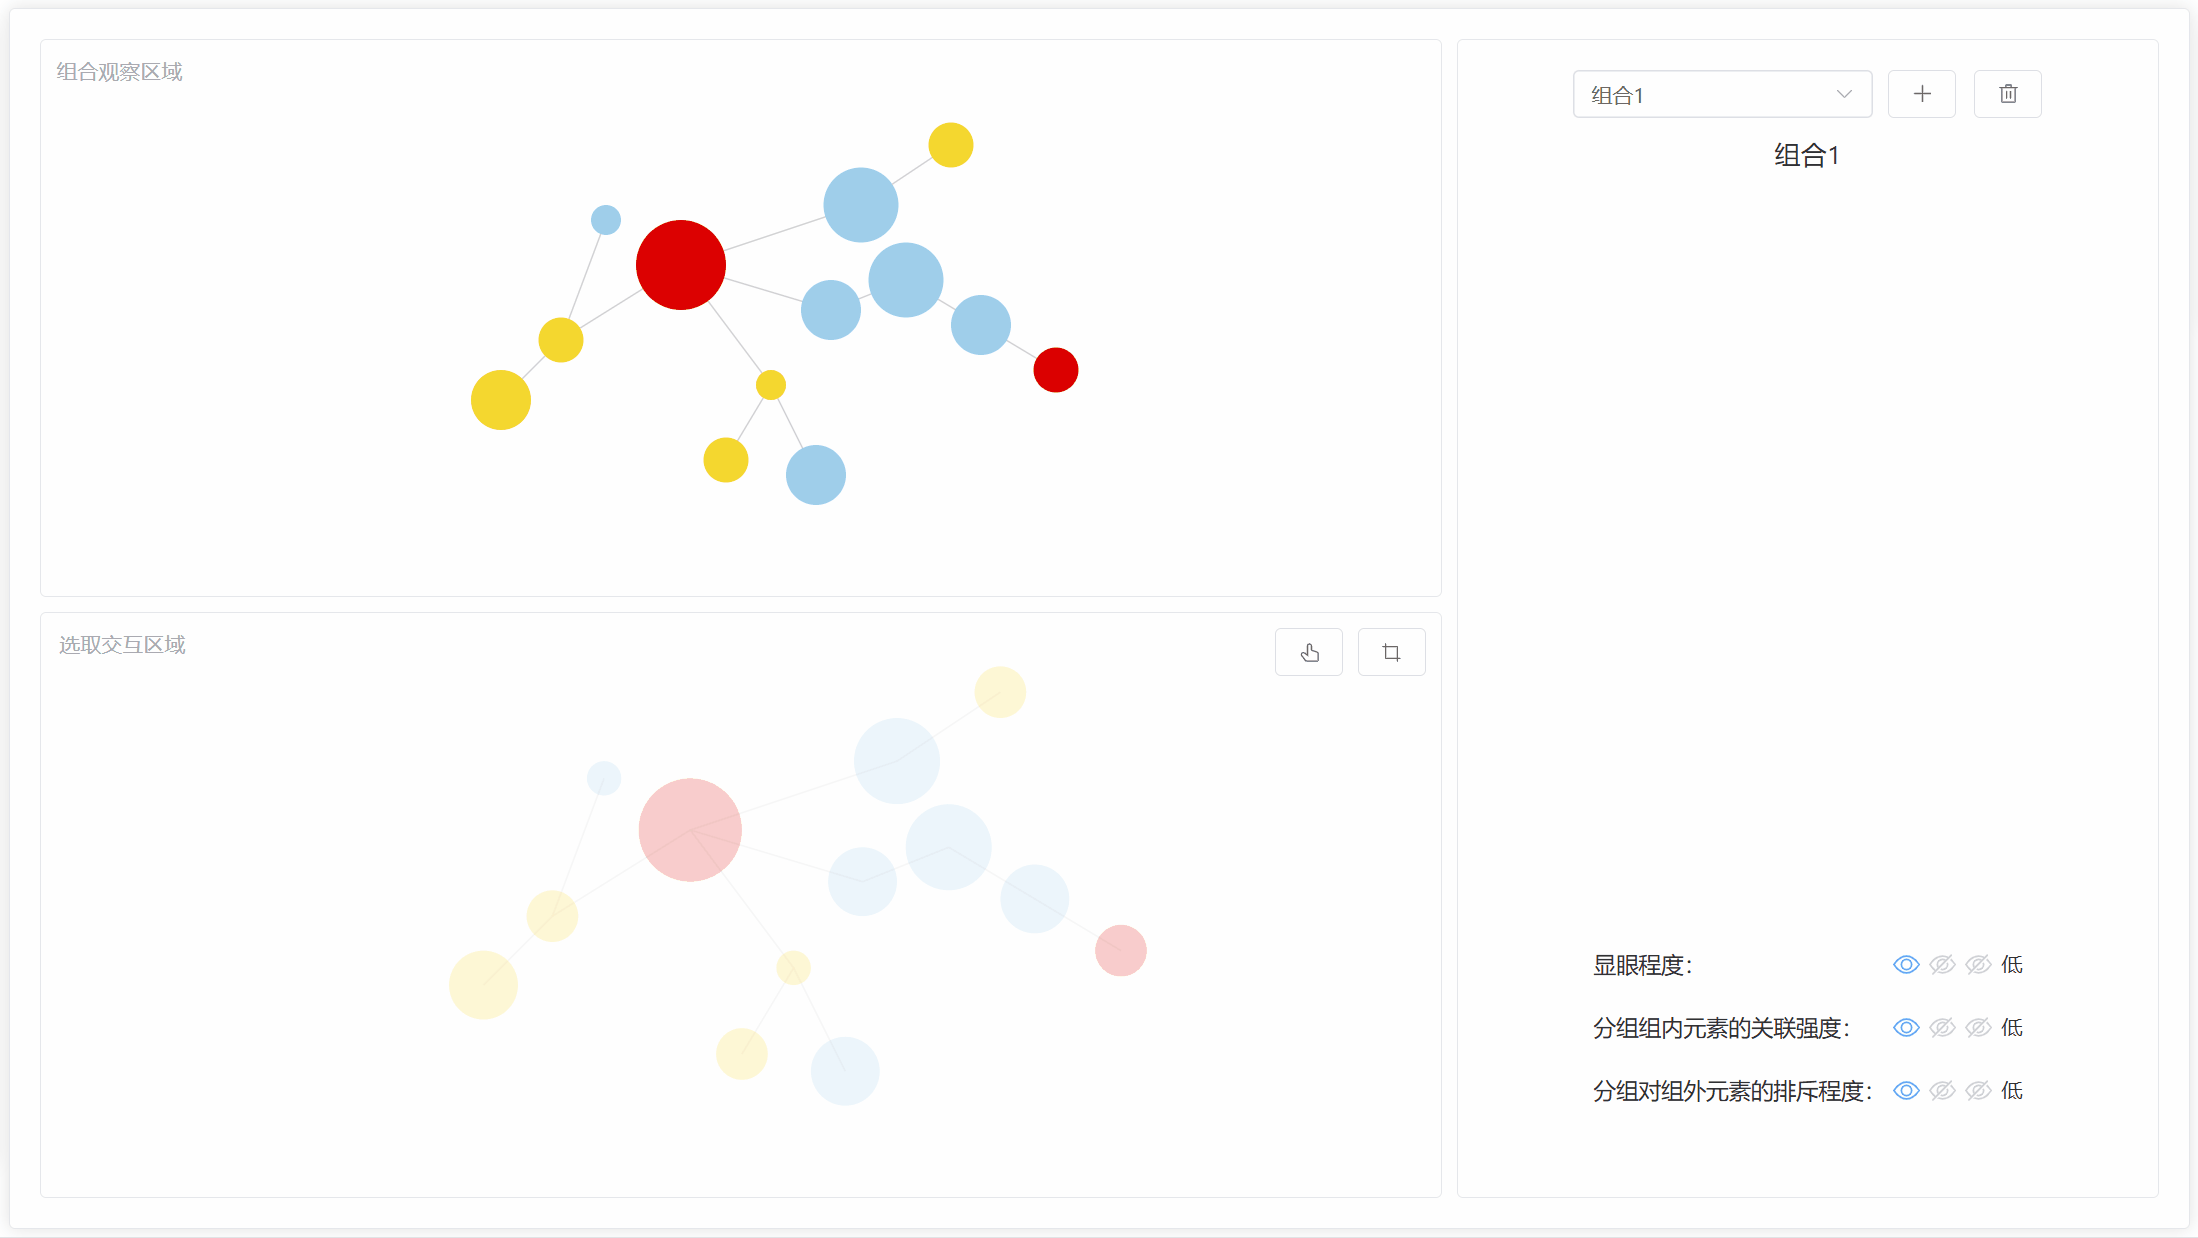 组合观察区域
组合1
组合1
选取交互区域
显眼程度： 低
分组组内元素的关联强度： 低
分组对组外元素的排斥程度： 低